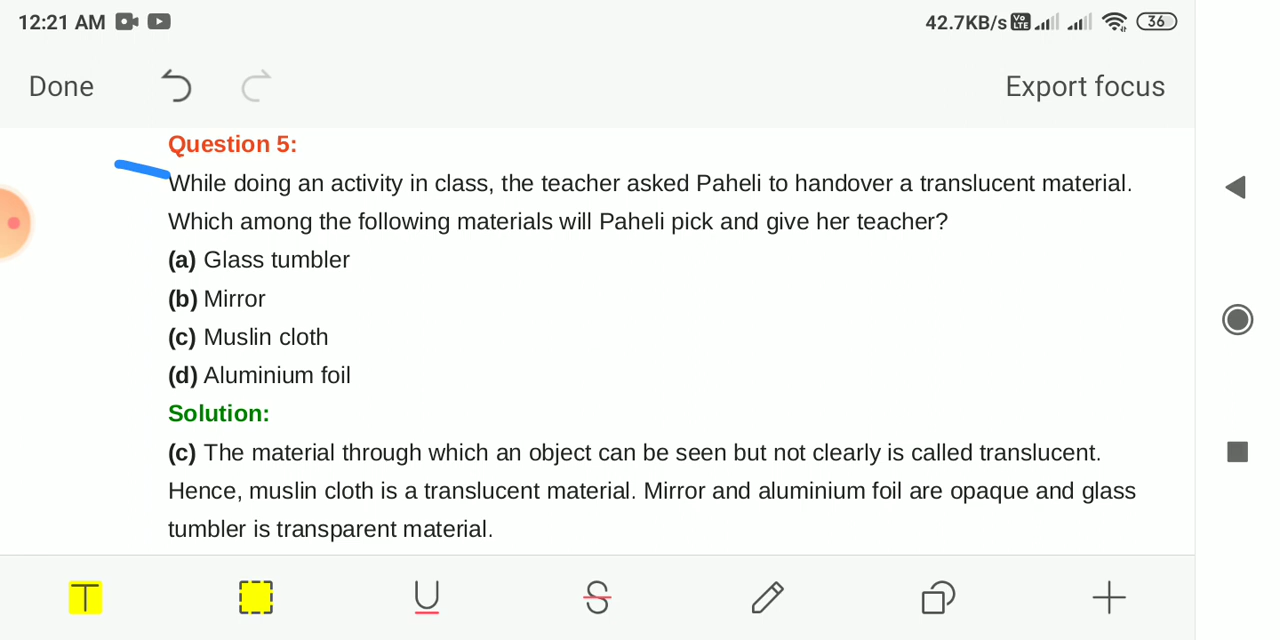 12:21 AM 42.7KB/s Vo LTE 36
Done Export focus
Question 5:
While doing an activity in class, the teacher asked Paheli to handover a translucent material.
Which among the following materials will Paheli pick and give her teacher?
(a) Glass tumbler
(b) Mirror
(c) Muslin cloth
(d) Aluminium foil
Solution:
(c) The material through which an object can be seen but not clearly is called translucent.
Hence, muslin cloth is a translucent material. Mirror and aluminium foil are opaque and glass
tumbler is transparent material.
T U S